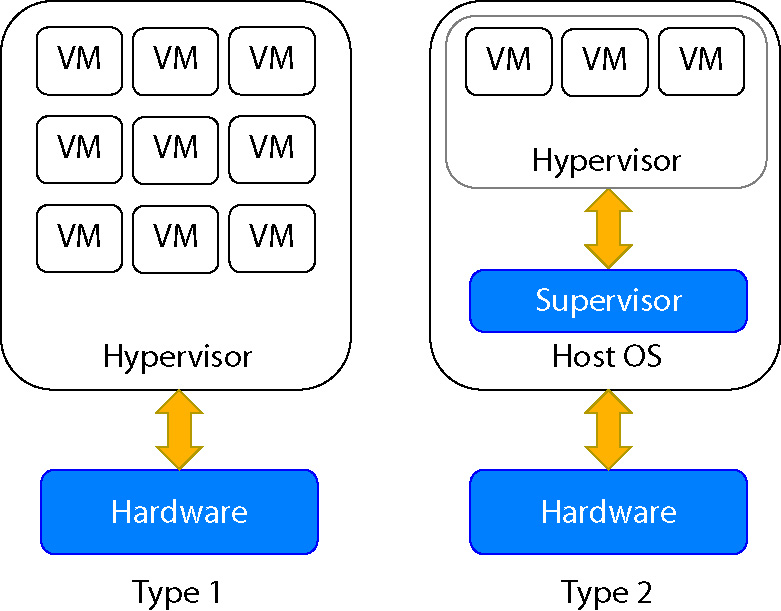 VM VM VM
VM VM VM
VM VM VM
Hypervisor
Hardware
Type 1
VM VM VM
Hypervisor
Supervisor
Host OS
Hardware
Type 2